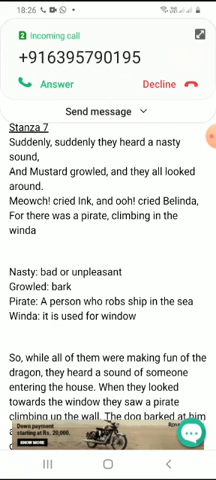 18:26
2 Incoming call
+916395790195
Answer
Decline
Send message
Stanza 7
Suddenly, suddenly they heard a nasty
sound,
And Mustard growled, and they all looked
around.
Meowch! cried Ink, and ooh! cried Belinda,
For there was a pirate, climbing in the
winda
Nasty: bad or unpleasant
Growled: bark
Pirate: A person who robs ship in the sea
Winda: it is used for window
So, while all of them were making fun of the
dragon, they heard a sound of someone
entering the house. When they looked
towards the window they saw a pirate
climbing up the wall. The dog barked at him
Down payment
starting at Rs. 20,000.
KNOW MORE